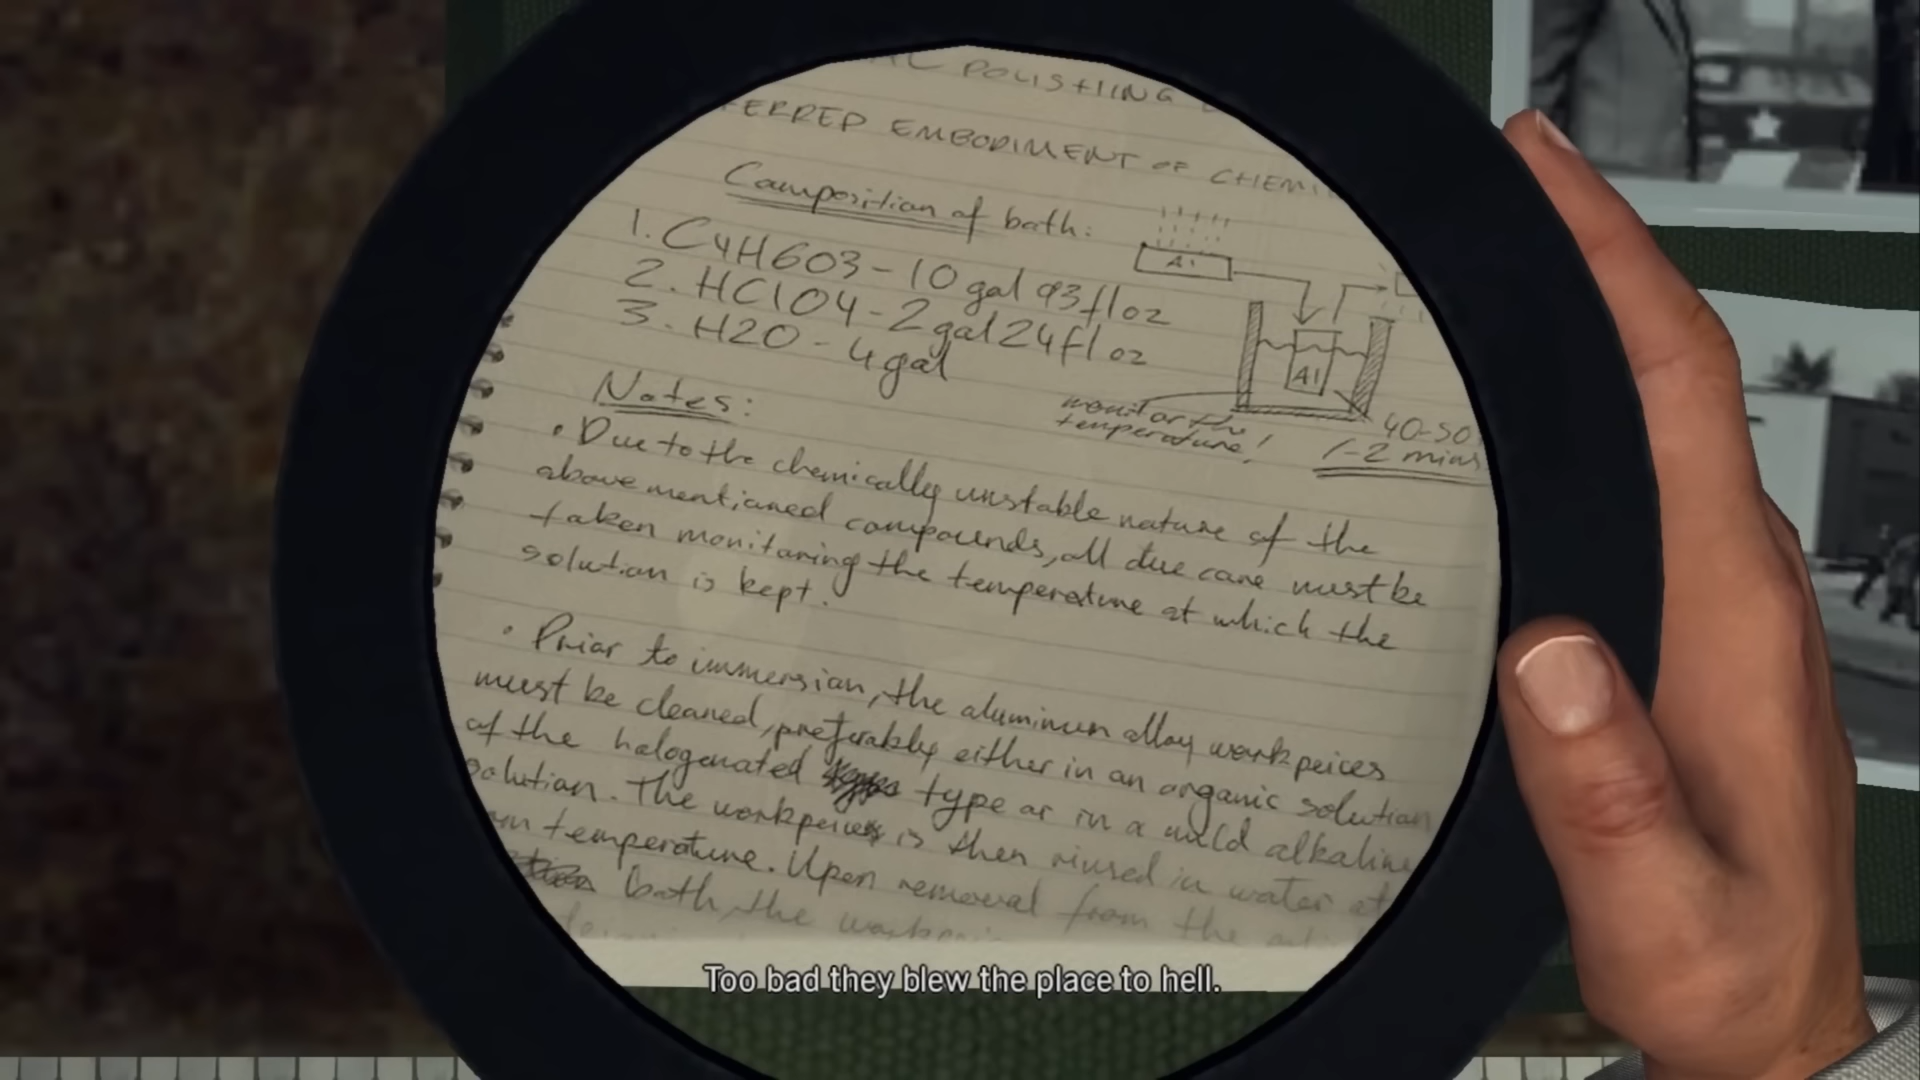 POLISHING
EMBODIMENT OF
Composition of bath:
1. C4H6O3 - 10 gal 93 fl oz
2. HClO4 - 2 gal 24 fl oz
3. H2O - 4 gal
Al
Al
monitor the
temperature!
40-50
1-2 mins
Notes:
• Due to the chemically unstable nature of the
above mentioned compounds, all due care must be
taken monitoring the temperature at which the
solution is kept.
• Prior to immersion, the aluminum alloy workpeices
must be cleaned, preferably either in an organic solution
of the halogenated type or in a mild alkaline
solution. The workpeices is then rinsed in water at
temperature. Upon removal from the
bath, the
Too bad they blew the place to hell.